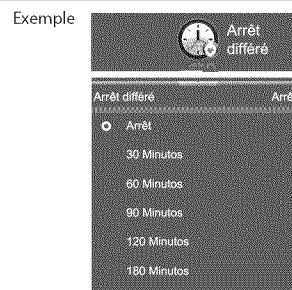 Exemple
Arrêt
différé
Arrêt différé
Arrê
Arrêt
30 Minutos
60 Minutos
90 Minutos
120 Minutos
180 Minutos